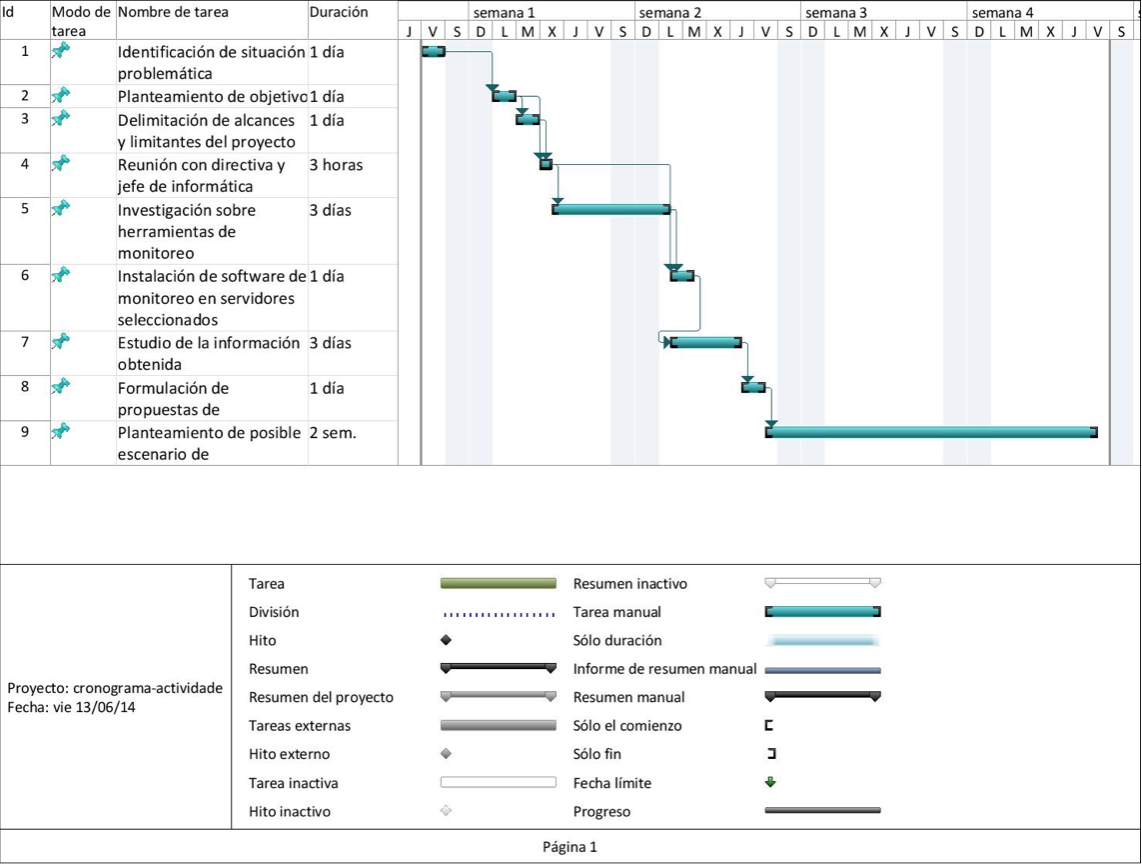 Id Modo de tarea Nombre de tarea Duración semana 1 semana 2 semana 3 semana 4
J V S D L M X J V S D L M X J V S D L M X J V S D L M X J V S
1 Identificación de situación 1 día
problemática
2 Planteamiento de objetivo 1 día
3 Delimitación de alcances 1 día
y limitantes del proyecto
4 Reunión con directiva y 3 horas
jefe de informática
5 Investigación sobre 3 días
herramientas de
monitoreo
6 Instalación de software de 1 día
monitoreo en servidores
seleccionados
7 Estudio de la información 3 días
obtenida
8 Formulación de 1 día
propuestas de
9 Planteamiento de posible 2 sem.
escenario de
Proyecto: cronograma-actividade
Fecha: vie 13/06/14
Tarea
División
Hito
Resumen
Resumen del proyecto
Tareas externas
Hito externo
Tarea inactiva
Hito inactivo
Resumen inactivo
Tarea manual
Sólo duración
Informe de resumen manual
Resumen manual
Sólo el comienzo
Sólo fin
Fecha límite
Progreso
Página 1